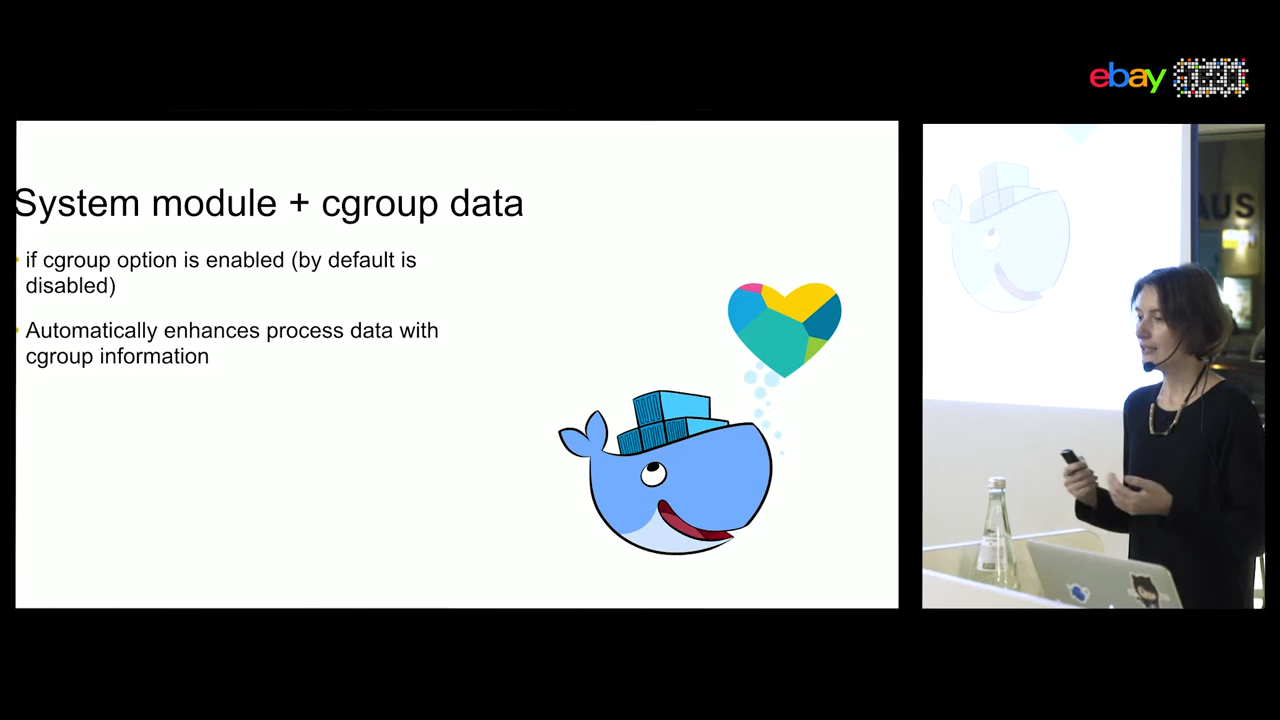 ebay
System module + cgroup data
if cgroup option is enabled (by default is
disabled)
Automatically enhances process data with
cgroup information
AUS